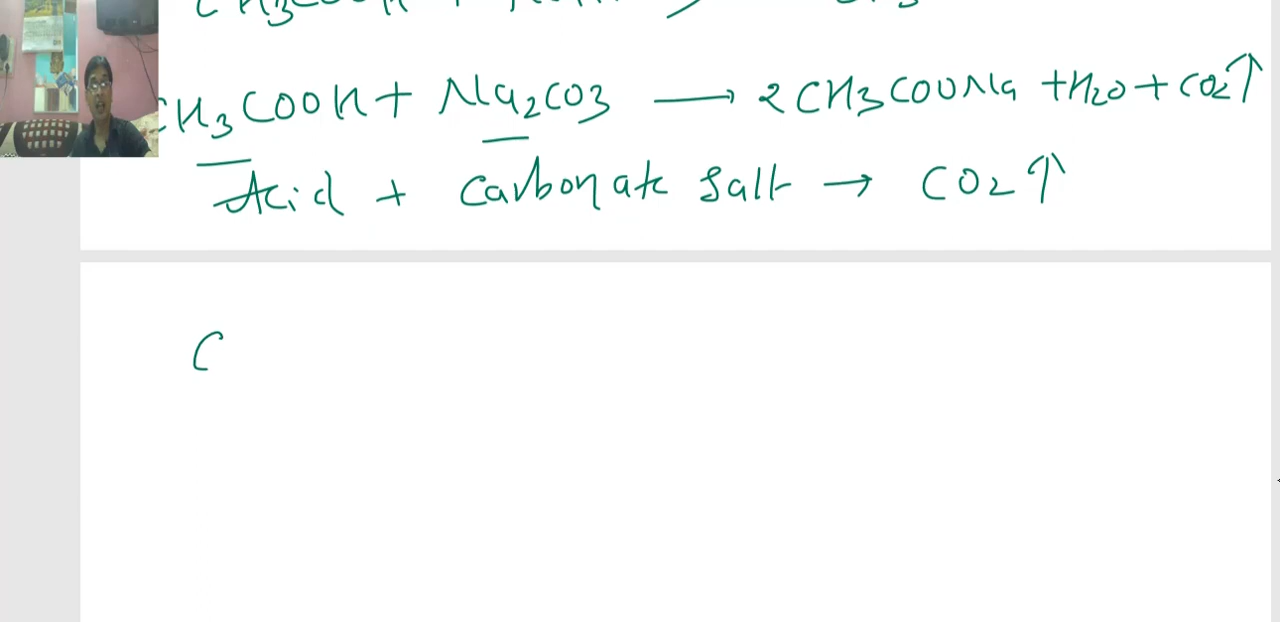 CH3COOH + Na2CO3 → 2CH3COONa + H2O + CO2↑
Acid + Carbonate Salt → CO2↑
C